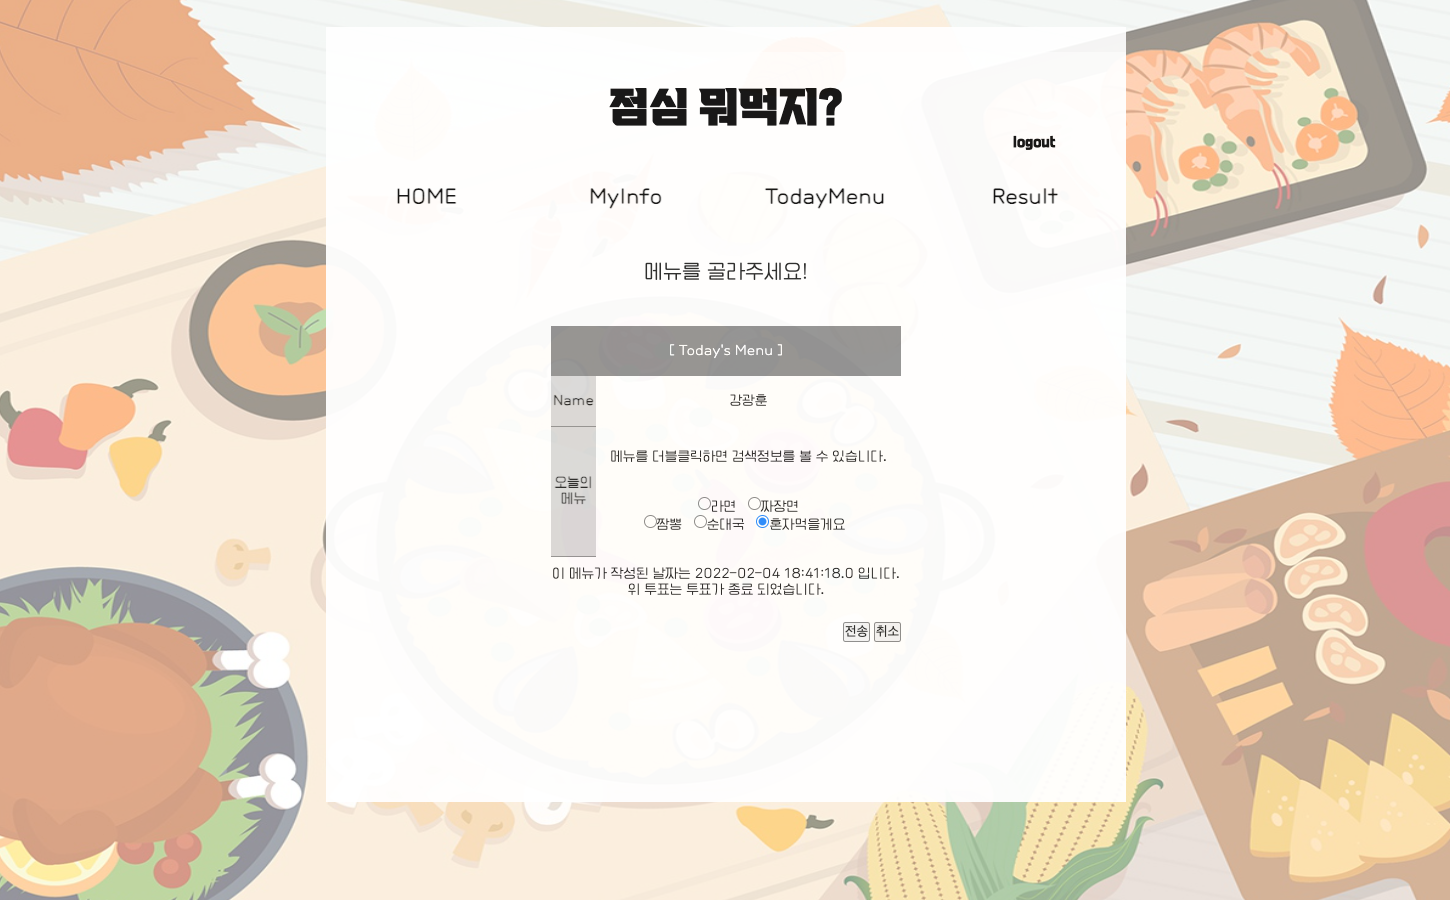 점심 뭐먹지?
logout
HOME MyInfo TodayMenu Result
메뉴를 골라주세요!
[ Today's Menu ]
Name 강광훈
메뉴를 더블클릭하면 검색정보를 볼 수 있습니다.
오늘의
메뉴
라면 짜장면
짬뽕 순대국 혼자먹을게요
이 메뉴가 작성된 날짜는 2022-02-04 18:41:18.0 입니다.
위 투표는 투표가 종료 되었습니다.
전송 취소